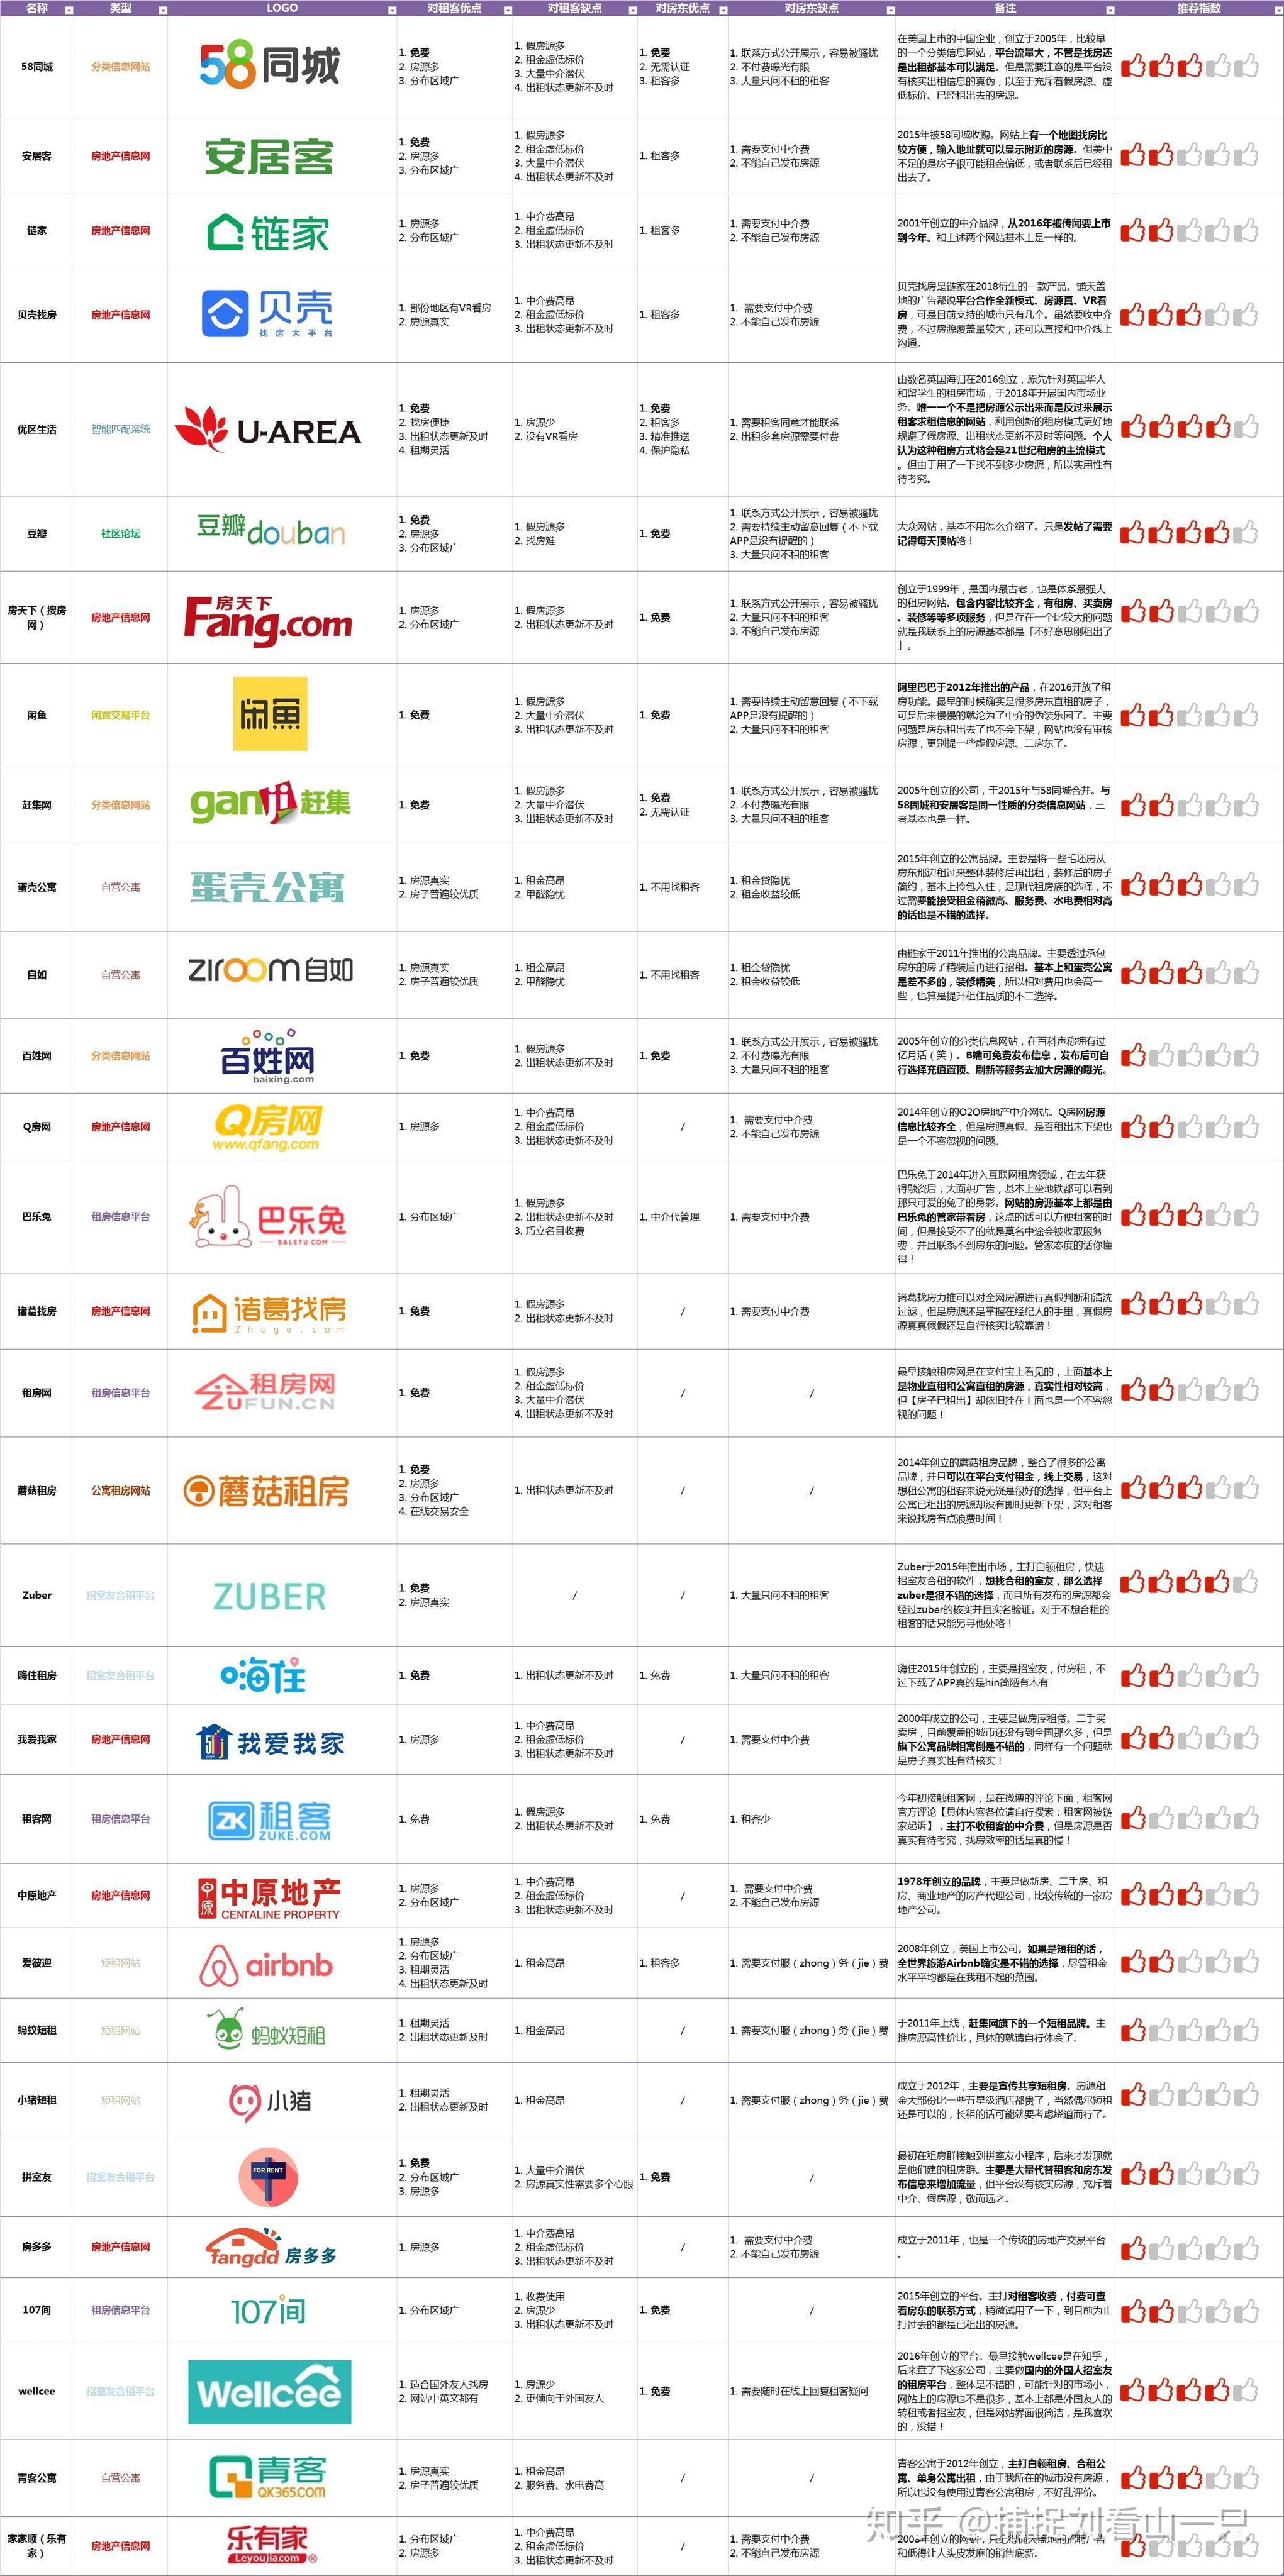 名称 类型 LOGO 对租客优点 对租客缺点 对房东优点 对房东缺点 备注 推荐指数
58同城
分类信息网站
58同城
1. 免费
2. 房源多
3. 分布区域广
1. 假房源多
2. 租金虚低标价
3. 大量中介潜伏
4. 出租状态更新不及时
1. 免费
2. 无需认证
3. 租客多
1. 联系方式公开展示，容易被骚扰
2. 不付费曝光有限
3. 大量只问不租的租客
在美国上市的中国企业，创立于2005年，比较早
的一个分类信息网站，平台流量大，不管是找房还
是出租都基本可以满足。但是需要注意的是平台没
有核实出租信息的真伪，以至于充斥着假房源、虚
低标价、已经租出去的房源。
安居客
房地产信息网
安居客
1. 免费
2. 房源多
3. 分布区域广
1. 假房源多
2. 租金虚低标价
3. 大量中介潜伏
4. 出租状态更新不及时
1. 租客多
1. 需要支付中介费
2. 不能自己发布房源
2015年被58同城收购。网站上有一个地图找房比
较方便，输入地址就可以显示附近的房源。但美中
不足的是房子很可能租金偏低，或者联系后已经租
出去了。
链家
房地产信息网
链家
1. 房源多
2. 分布区域广
1. 中介费高昂
2. 租金虚低标价
3. 出租状态更新不及时
1. 租客多
1. 需要支付中介费
2. 不能自己发布房源
2001年创立的中介品牌，从2016年被传闻要上市
到今年。和上述两个网站基本上是一样的。
贝壳找房
房地产信息网
贝壳
找房大平台
1. 部份地区有VR看房
2. 房源真实
1. 中介费高昂
2. 租金虚低标价
3. 出租状态更新不及时
1. 租客多
1. 需要支付中介费
2. 不能自己发布房源
贝壳找房是链家在2018衍生的一款产品。铺天盖
地的广告都说平台合作全新模式、房源真、VR看
房，可是目前支持的城市只有几个。虽然要收中介
费，不过房源覆盖量较大，还可以直接和中介线上
沟通。
优区生活
智能匹配系统
U-AREA
1. 免费
2. 找房便捷
3. 出租状态更新及时
4. 租期灵活
1. 房源少
2. 没有VR看房
1. 免费
2. 租客多
3. 精准推送
4. 保护隐私
1. 需要租客同意才能联系
2. 出租多套房源需要付费
由数名英国海归在2016创立，原先针对英国华人
和留学生的租房市场，于2018年开展国内市场业
务。唯一一个不是把房源公示出来而是反过来展示
租客求租信息的网站，利用创新的租房模式更好地
规避了假房源、出租状态更新不及时等问题。个人
认为这种租房方式将会是21世纪租房的主流模式
。但由于用了一下找不到多少房源，所以实用性有
待考究。
豆瓣
社区论坛
豆瓣douban
1. 免费
2. 房源多
3. 分布区域广
1. 假房源多
2. 找房难
1. 免费
1. 联系方式公开展示，容易被骚扰
2. 需要持续主动留意回复（不下载
APP是没有提醒的）
3. 大量只问不租的租客
大众网站，基本不用怎么介绍了。只是发帖了需要
记得每天顶帖咯！
房天下（搜房
网）
房地产信息网
房天下
Fang.com
1. 房源多
2. 分布区域广
1. 假房源多
2. 出租状态更新不及时
1. 免费
1. 联系方式公开展示，容易被骚扰
2. 大量只问不租的租客
3. 不能自己发布房源
创立于1999年，是国内最古老，也是体系最强大
的租房网站。包含内容比较齐全，有租房、买卖房
、装修等等多项服务，但是存在一个比较大的问题
就是我联系上的房源基本都是「不好意思刚租出了
」。
闲鱼
闲置交易平台
闲魚
1. 免费
1. 假房源多
2. 大量中介潜伏
3. 出租状态更新不及时
1. 免费
1. 需要持续主动留意回复（不下载
APP是没有提醒的）
2. 大量只问不租的租客
阿里巴巴于2012年推出的产品，在2016开放了租
房功能。最早的时候确实是很多房东直租的房子，
可是后来慢慢的就沦为了中介的伪装乐园了。主要
问题是房东租出去了也不会下架，网站也没有审核
房源，更别提一些虚假房源、二房东了。
赶集网
分类信息网站
ganji赶集
1. 免费
1. 假房源多
2. 大量中介潜伏
3. 出租状态更新不及时
1. 免费
2. 无需认证
1. 联系方式公开展示，容易被骚扰
2. 不付费曝光有限
3. 大量只问不租的租客
2005年创立的公司，于2015年与58同城合并。与
58同城和安居客是同一性质的分类信息网站，三
者基本也是一样。
蛋壳公寓
自营公寓
蛋壳公寓
1. 房源真实
2. 房子普遍较优质
1. 租金高昂
2. 甲醛隐忧
1. 不用找租客
1. 租金贷隐忧
2. 租金收益较低
2015年创立的公寓品牌。主要是将一些毛坯房从
房东那边租过来整体装修后再出租，装修后的房子
简约，基本上拎包入住，是现代租房族的选择，不
过需要能接受租金稍微高、服务费、水电费相对高
的话也是不错的选择。
自如
自营公寓
ziroom自如
1. 房源真实
2. 房子普遍较优质
1. 租金高昂
2. 甲醛隐忧
1. 不用找租客
1. 租金贷隐忧
2. 租金收益较低
由链家于2011年推出的公寓品牌。主要透过承包
房东的房子精装后再进行招租。基本上和蛋壳公寓
是差不多的，装修精美，所以相对费用也会高一
些，也算是提升租住品质的不二选择。
百姓网
分类信息网站
百姓网
baixing.com
1. 免费
1. 假房源多
2. 出租状态更新不及时
1. 免费
1. 联系方式公开展示，容易被骚扰
2. 不付费曝光有限
3. 大量只问不租的租客
2005年创立的分类信息网站，在百科声称拥有过
亿月活（笑）。B端可免费发布信息，发布后可自
行选择充值置顶、刷新等服务去加大房源的曝光。
Q房网
房地产信息网
Q房网
www.qfang.com
1. 房源多
1. 中介费高昂
2. 租金虚低标价
3. 出租状态更新不及时
/
1. 需要支付中介费
2. 不能自己发布房源
2014年创立的O2O房地产中介网站。Q房网房源
信息比较齐全，但是房源真假、是否租出未下架也
是一个不容忽视的问题。
巴乐兔
租房信息平台
巴乐兔
BALETU.COM
1. 分布区域广
1. 假房源多
2. 出租状态更新不及时
3. 巧立名目收费
1. 中介代管理
1. 需要支付中介费
巴乐兔于2014年进入互联网租房领域，在去年获
得融资后，大面积广告，基本上坐地铁都可以看到
那只可爱的兔子的身影。网站的房源基本上都是由
巴乐兔的管家带看房，这点的话可以方便租客的时
间，但是接受不了的就是莫名中途会被收取服务
费，并且联系不到房东的问题。管家态度的话你懂
得！
诸葛找房
房地产信息网
诸葛找房
Zhuge.com
1. 免费
1. 假房源多
2. 出租状态更新不及时
/
1. 需要支付中介费
诸葛找房力推可以对全网房源进行真假判断和清洗
过滤，但是房源还是掌握在经纪人的手里，真假房
源真真假假还是自行核实比较靠谱！
租房网
租房信息平台
租房网
ZUFUN.CN
1. 免费
1. 假房源多
2. 租金虚低标价
3. 大量中介潜伏
4. 出租状态更新不及时
/
/
最早接触租房网是在支付宝上看见的，上面基本上
是物业直租和公寓直租的房源，真实性相对较高，
但【房子已租出】却依旧挂在上面也是一个不容忽
视的问题！
蘑菇租房
公寓租房网站
蘑菇租房
1. 免费
2. 房源多
3. 分布区域广
4. 在线交易安全
1. 出租状态更新不及时
/
/
2014年创立的蘑菇租房品牌，整合了很多的公寓
品牌，并且可以在平台支付租金，线上交易，这对
想租公寓的租客来说无疑是很好的选择，但平台上
公寓已租出的房源却没有即时更新下架，这对租客
来说找房有点浪费时间！
Zuber
招室友合租平台
ZUBER
1. 免费
2. 房源真实
/
/
1. 大量只问不租的租客
Zuber于2015年推出市场，主打白领租房，快速
招室友合租的软件，想找合租的室友，那么选择
zuber是很不错的选择，而且所有发布的房源都会
经过zuber的核实并且实名验证。对于不想合租的
租客的话只能另寻他处咯！
嗨住租房
招室友合租平台
嗨住
1. 免费
1. 出租状态更新不及时
1. 免费
1. 大量只问不租的租客
嗨住2015年创立的，主要是招室友，付房租，不
过下载了APP真的是hin简陋有木有
我爱我家
房地产信息网
我爱我家
1. 房源多
1. 中介费高昂
2. 租金虚低标价
3. 出租状态更新不及时
/
1. 需要支付中介费
2000年成立的公司，主要是做房屋租赁。二手买
卖房，目前覆盖的城市还没有到全国那么多，但是
旗下公寓品牌相寓倒是不错的，同样有一个问题就
是房子真实性有待核实！
租客网
租房信息平台
ZK租客
ZUKE.COM
1. 免费
1. 假房源多
2. 出租状态更新不及时
1. 免费
1. 租客少
今年初接触租客网，是在微博的评论下面，租客网
官方评论【具体内容各位请自行搜索：租客网被链
家起诉】，主打不收租客的中介费，但是房源是否
真实有待考究，找房效率的话是真的慢！
中原地产
房地产信息网
中原
中原地产
CENTALINE PROPERTY
1. 房源多
2. 分布区域广
1. 中介费高昂
2. 租金虚低标价
3. 出租状态更新不及时
/
1. 需要支付中介费
2. 不能自己发布房源
1978年创立的品牌，主要是做新房、二手房、租
房、商业地产的房产代理公司，比较传统的一家房
地产公司。
爱彼迎
短租网站
airbnb
1. 房源多
2. 分布区域广
3. 租期灵活
4. 出租状态更新及时
1. 租金高昂
1. 租客多
1. 需要支付服（zhong）务（jie）费
2008年创立，美国上市公司。如果是短租的话，
全世界旅游Airbnb确实是不错的选择，尽管租金
水平平均都是在我租不起的范围。
蚂蚁短租
短租网站
蚂蚁短租
1. 租期灵活
2. 出租状态更新及时
1. 租金高昂
/
1. 需要支付服（zhong）务（jie）费
于2011年上线，赶集网旗下的一个短租品牌。主
推房源高性价比，具体的就请自行体会了。
小猪短租
短租网站
小猪
1. 租期灵活
2. 出租状态更新及时
1. 租金高昂
/
1. 需要支付服（zhong）务（jie）费
成立于2012年，主要是宣传共享短租房。房源租
金大部份比一些五星级酒店都贵了，当然偶尔短租
还是可以的，长租的话可能就要考虑绕道而行了。
拼室友
招室友合租平台
FOR RENT
1. 免费
2. 分布区域广
3. 房源多
1. 大量中介潜伏
2. 房源真实性需要多个心眼
1. 免费
/
最初在租房群接触到拼室友小程序，后来才发现就
是他们建的租房群。主要是大量代替租客和房东发
布信息来增加流量，但平台没有核实房源，充斥着
中介、假房源，敬而远之。
房多多
房地产信息网
fangdd 房多多
1. 房源多
1. 中介费高昂
2. 租金虚低标价
3. 出租状态更新不及时
/
1. 需要支付中介费
2. 不能自己发布房源
成立于2011年，也是一个传统的房地产交易平台
。
107间
租房信息平台
107间
1. 分布区域广
1. 收费使用
2. 房源少
3. 出租状态更新不及时
1. 免费
/
2015年创立的平台。主打对租客收费，付费可查
看房东的联系方式，稍微试用了一下，到目前为止
打过去的都是已租出的房源。
wellcee
招室友合租平台
Wellcee
1. 适合国外友人找房
2. 网站中英文都有
1. 房源少
2. 更倾向于外国友人
1. 免费
1. 需要随时在线上回复租客疑问
2016年创立的平台。最早接触wellcee是在知乎，
后来查了下这家公司，主要做国内的外国人招室友
的租房平台，整体是不错的，可能针对的市场小，
网站上的房源也不是很多，基本上都是外国友人的
转租或者招室友，但是网站界面很简洁，是我喜欢
的，没错！
青客公寓
自营公寓
青客
QK365.com
1. 房源真实
2. 房子普遍较优质
1. 租金高昂
2. 服务费、水电费高
/
/
青客公寓于2012年创立，主打白领租房、合租公
寓、单身公寓出租，由于我所在的城市没有房源，
所以也没有使用过青客公寓租房，不好乱评价。
家家顺（乐有
家）
房地产信息网
乐有家
Leyoujia.com
1. 分布区域广
2. 房源多
1. 中介费高昂
2. 租金虚低标价
3. 出租状态更新不及时
/
1. 需要支付中介费
2. 不能自己发布房源
2008年创立的网站，只记得铺天盖地的招聘广告
和低得让人头皮发麻的销售底薪。
知乎 @捕捉刘看山一只